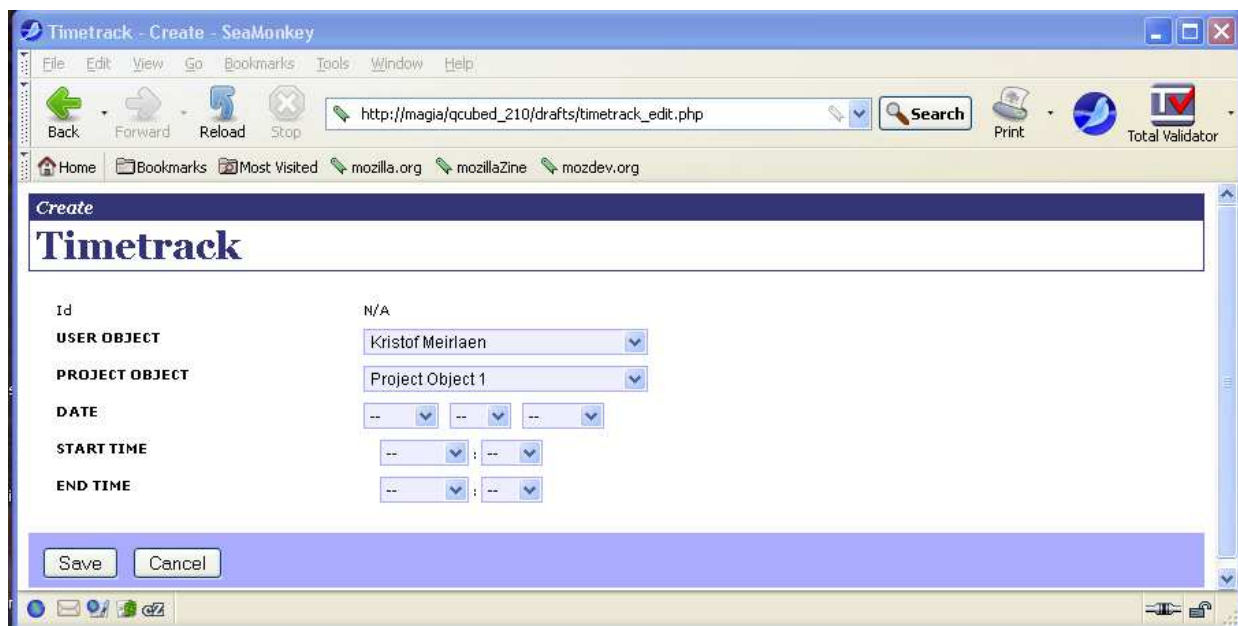 Timetrack - Create - SeaMonkey
File Edit View Go Bookmarks Tools Window Help
Back Forward Reload Stop http://magia/qcubed_210/drafts/timetrack_edit.php Search Print Total Validator
Home Bookmarks Most Visited mozilla.org mozillaZine mozdev.org
Create
Timetrack
Id N/A
USER OBJECT Kristof Meirlaen
PROJECT OBJECT Project Object 1
DATE -- -- --
START TIME -- : --
END TIME -- : --
Save Cancel